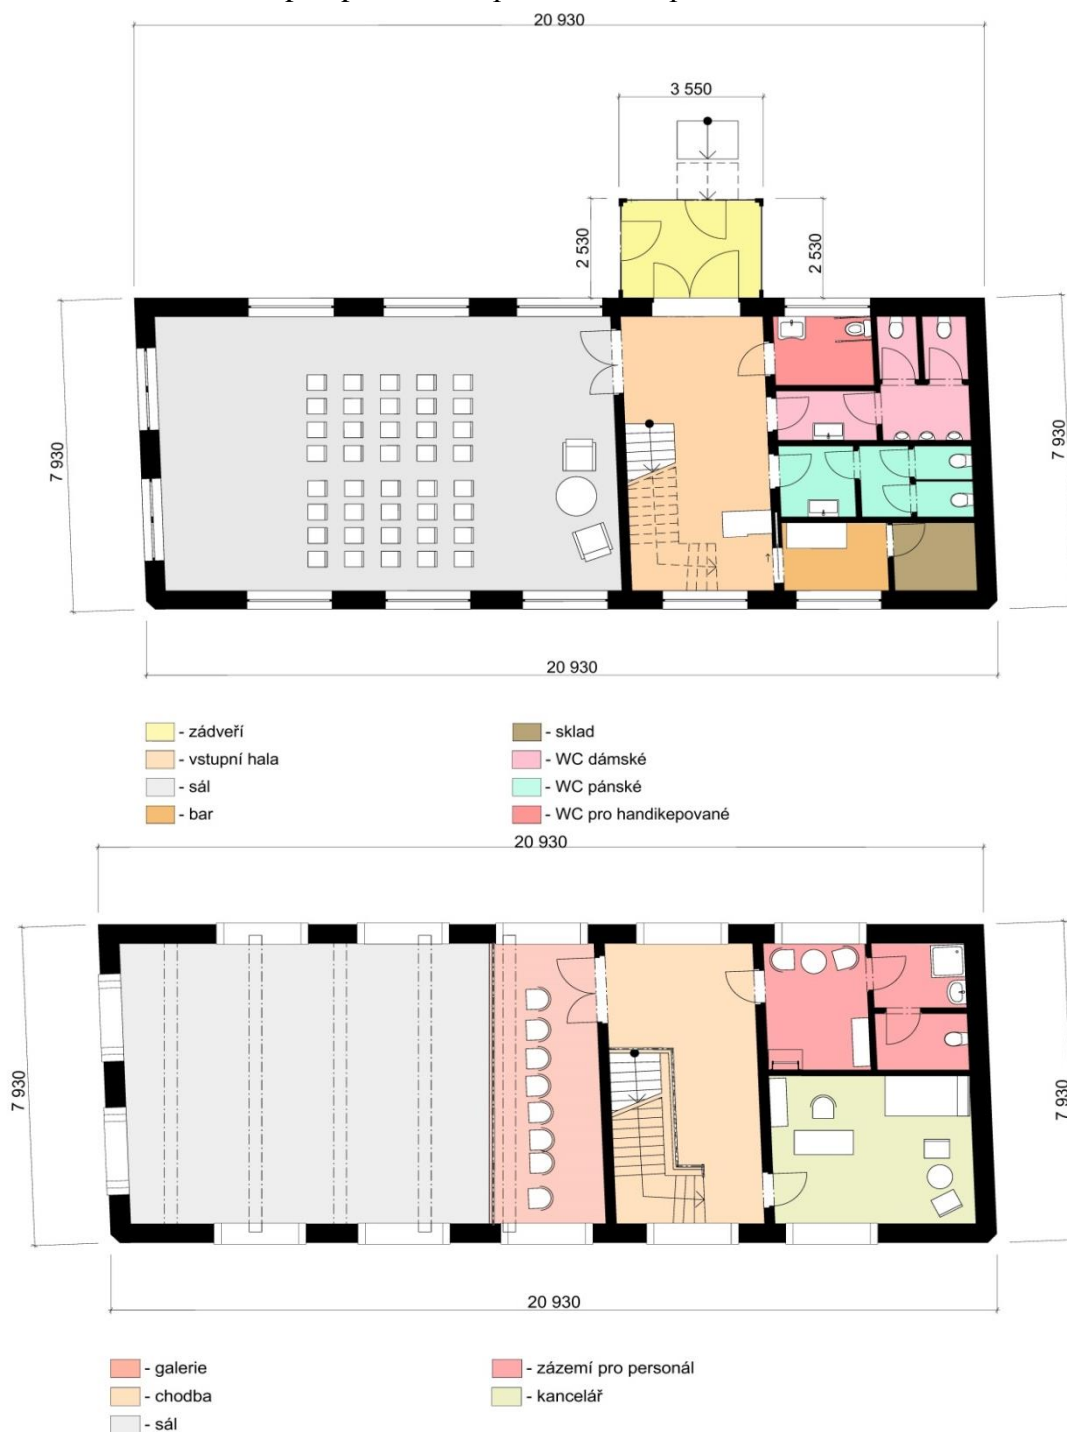 20 930
3 550
2 530
2 530
7 930
7 930
20 930
- zádveří
- vstupní hala
- sál
- bar
- sklad
- WC dámské
- WC pánské
- WC pro handikepované
20 930
7 930
7 930
20 930
- galerie
- chodba
- sál
- zázemí pro personál
- kancelář